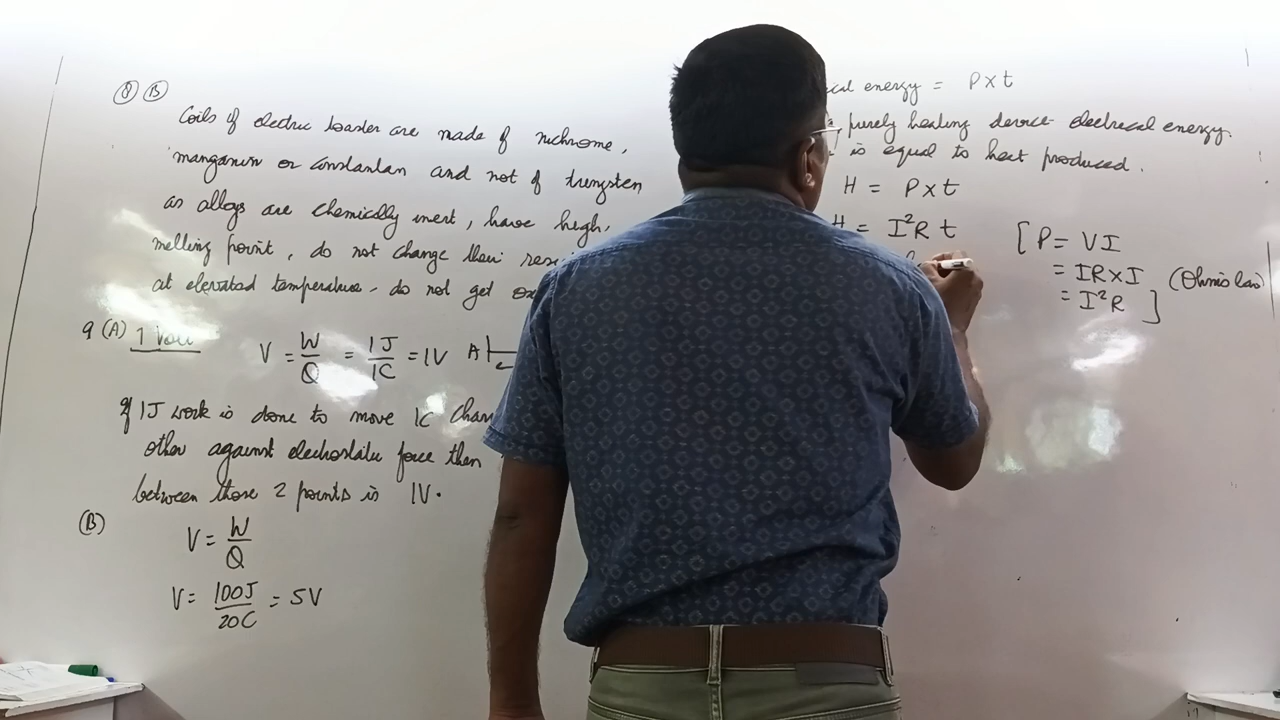 8 B
Coils of electric toaster are made of nichrome,
manganin or constantan and not of tungsten
as alloys are chemically inert, have high
melting point, do not change their
at elevated temperature, do not get
9 (A) 1 Volt
V = W/Q = 1J/1C = 1V A
If 1J work is done to move 1C
other against electrostatic force then
between those 2 points is 1V.
(B)
V = W/Q
V = 100J/20C = 5V
energy = P x t
purely heating device electrical energy.
is equal to heat produced.
H = P x t
H = I²R t
[P = VI
= IR x I (Ohm's law)
= I²R ]